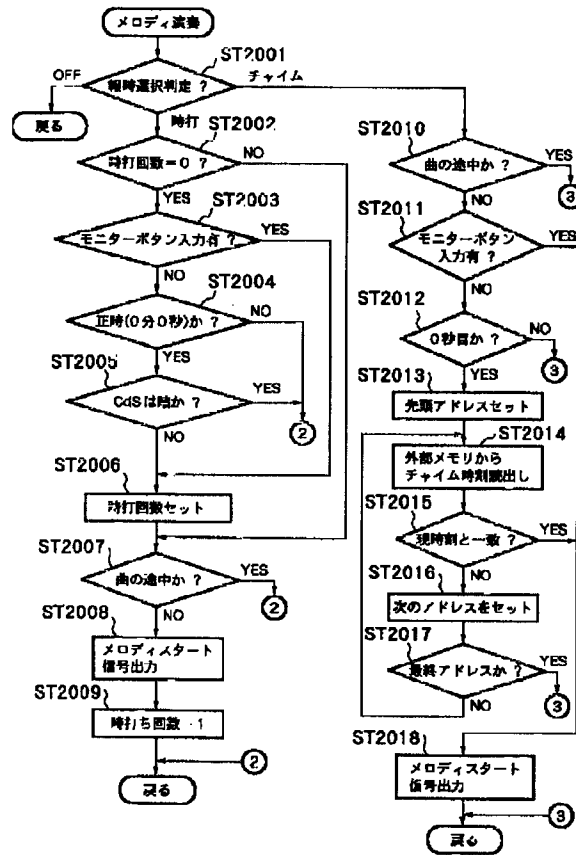 メロディ演奏
ST2001
OFF
報時選択判定 ?
チャイム
戻る
時打
ST2002
時打回数=0 ?
NO
YES
ST2003
モニターボタン入力有 ?
YES
NO
ST2004
正時(0分0秒)か ?
NO
YES
ST2005
CdSは暗か ?
YES
②
NO
ST2006
時打回数セット
ST2007
曲の途中か ?
YES
②
NO
ST2008
メロディスタート
信号出力
ST2009
時打ち回数 -1
②
戻る
ST2010
曲の途中か ?
YES
③
NO
ST2011
モニターボタン
入力有 ?
YES
NO
ST2012
0秒目か ?
NO
③
YES
ST2013
先頭アドレスセット
ST2014
外部メモリから
チャイム時刻読出し
ST2015
現時刻と一致 ?
YES
NO
ST2016
次のアドレスをセット
ST2017
最終アドレスか ?
YES
③
NO
ST2018
メロディスタート
信号出力
③
戻る